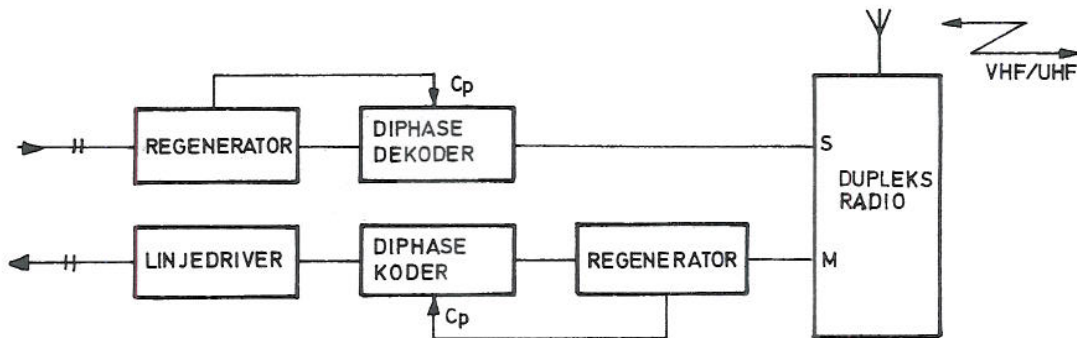 VHF/UHF
Cp
REGENERATOR
DIPHASE
DEKODER
S
DUPLEKS
RADIO
LINJEDRIVER
DIPHASE
KODER
REGENERATOR
M
Cp